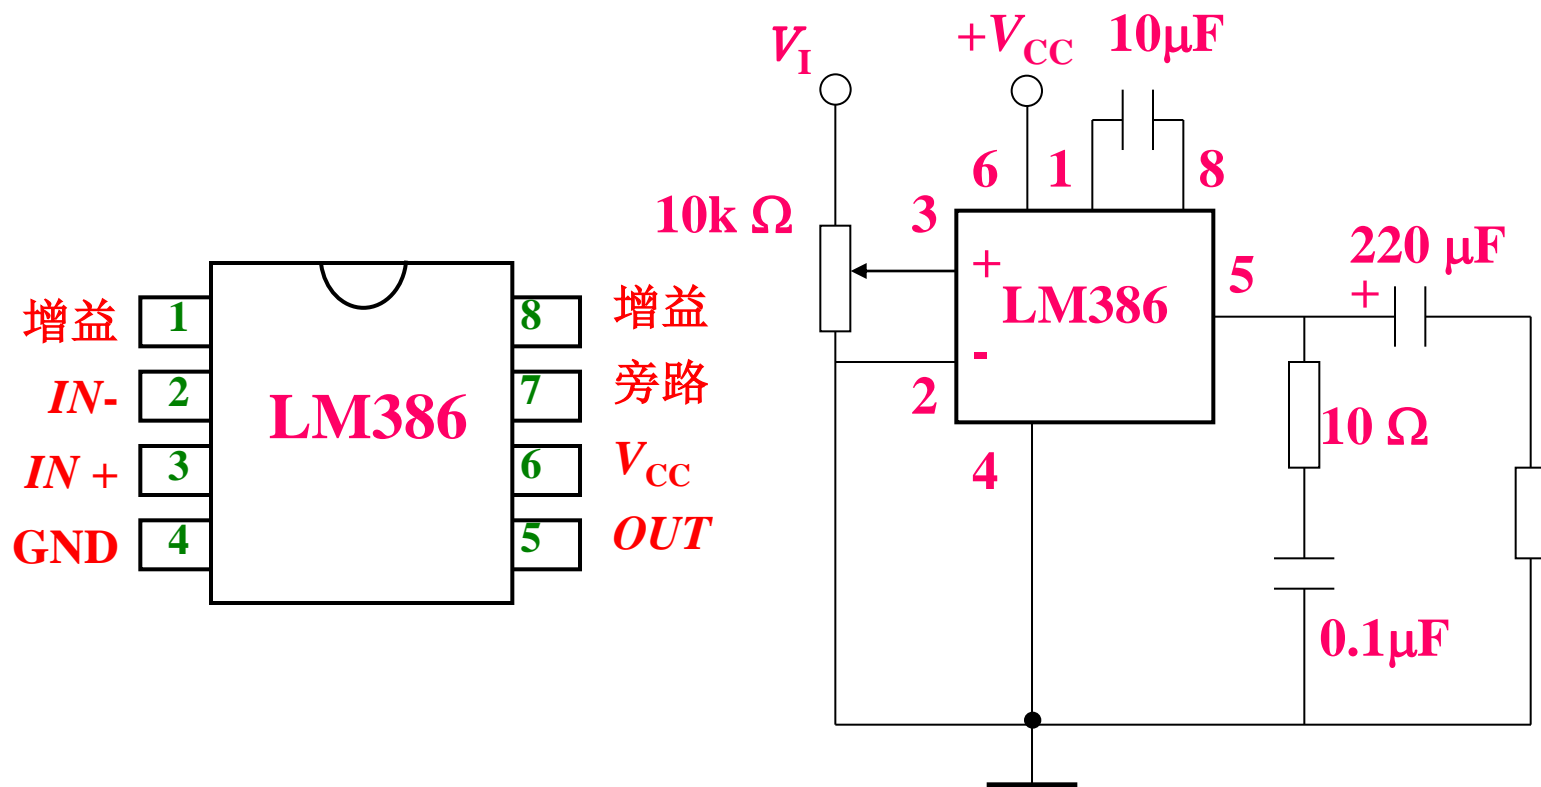 增益 1
IN- 2
IN + 3
GND 4
LM386
8 增益
7 旁路
6 VCC
5 OUT
VI
+VCC
10μF
6 1 8
10k Ω
3
+
LM386
-
2
4
5
220 μF
+
10 Ω
0.1μF